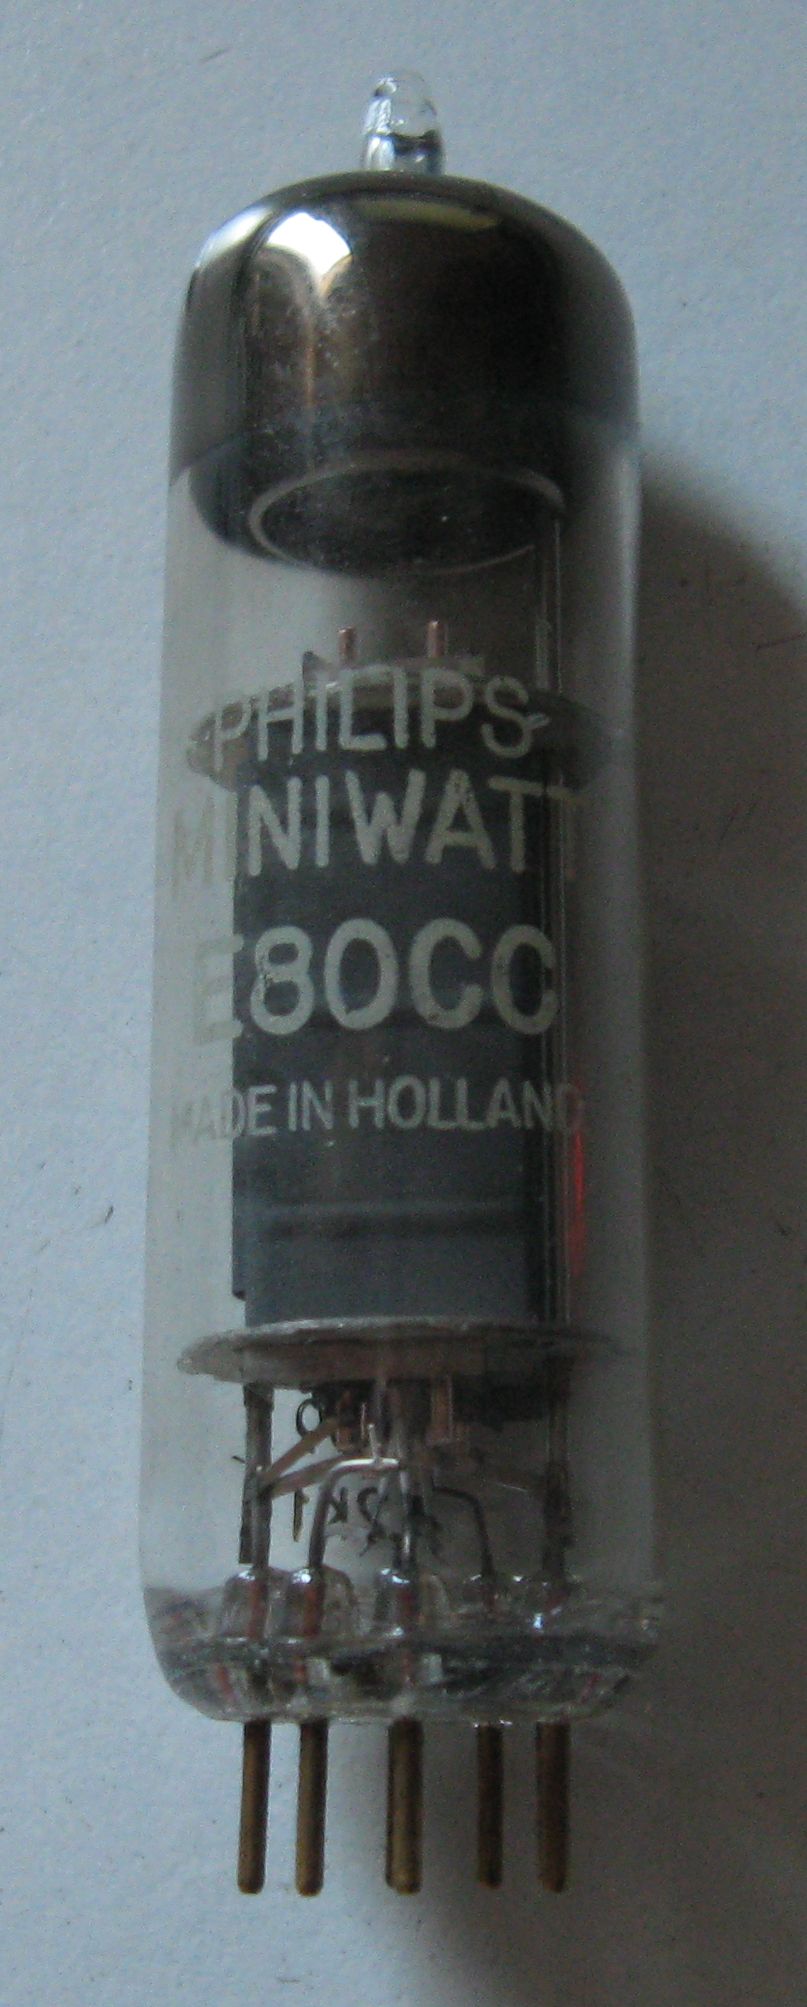 PHILIPS
MINIWATT
E80CC
MADE IN HOLLAND